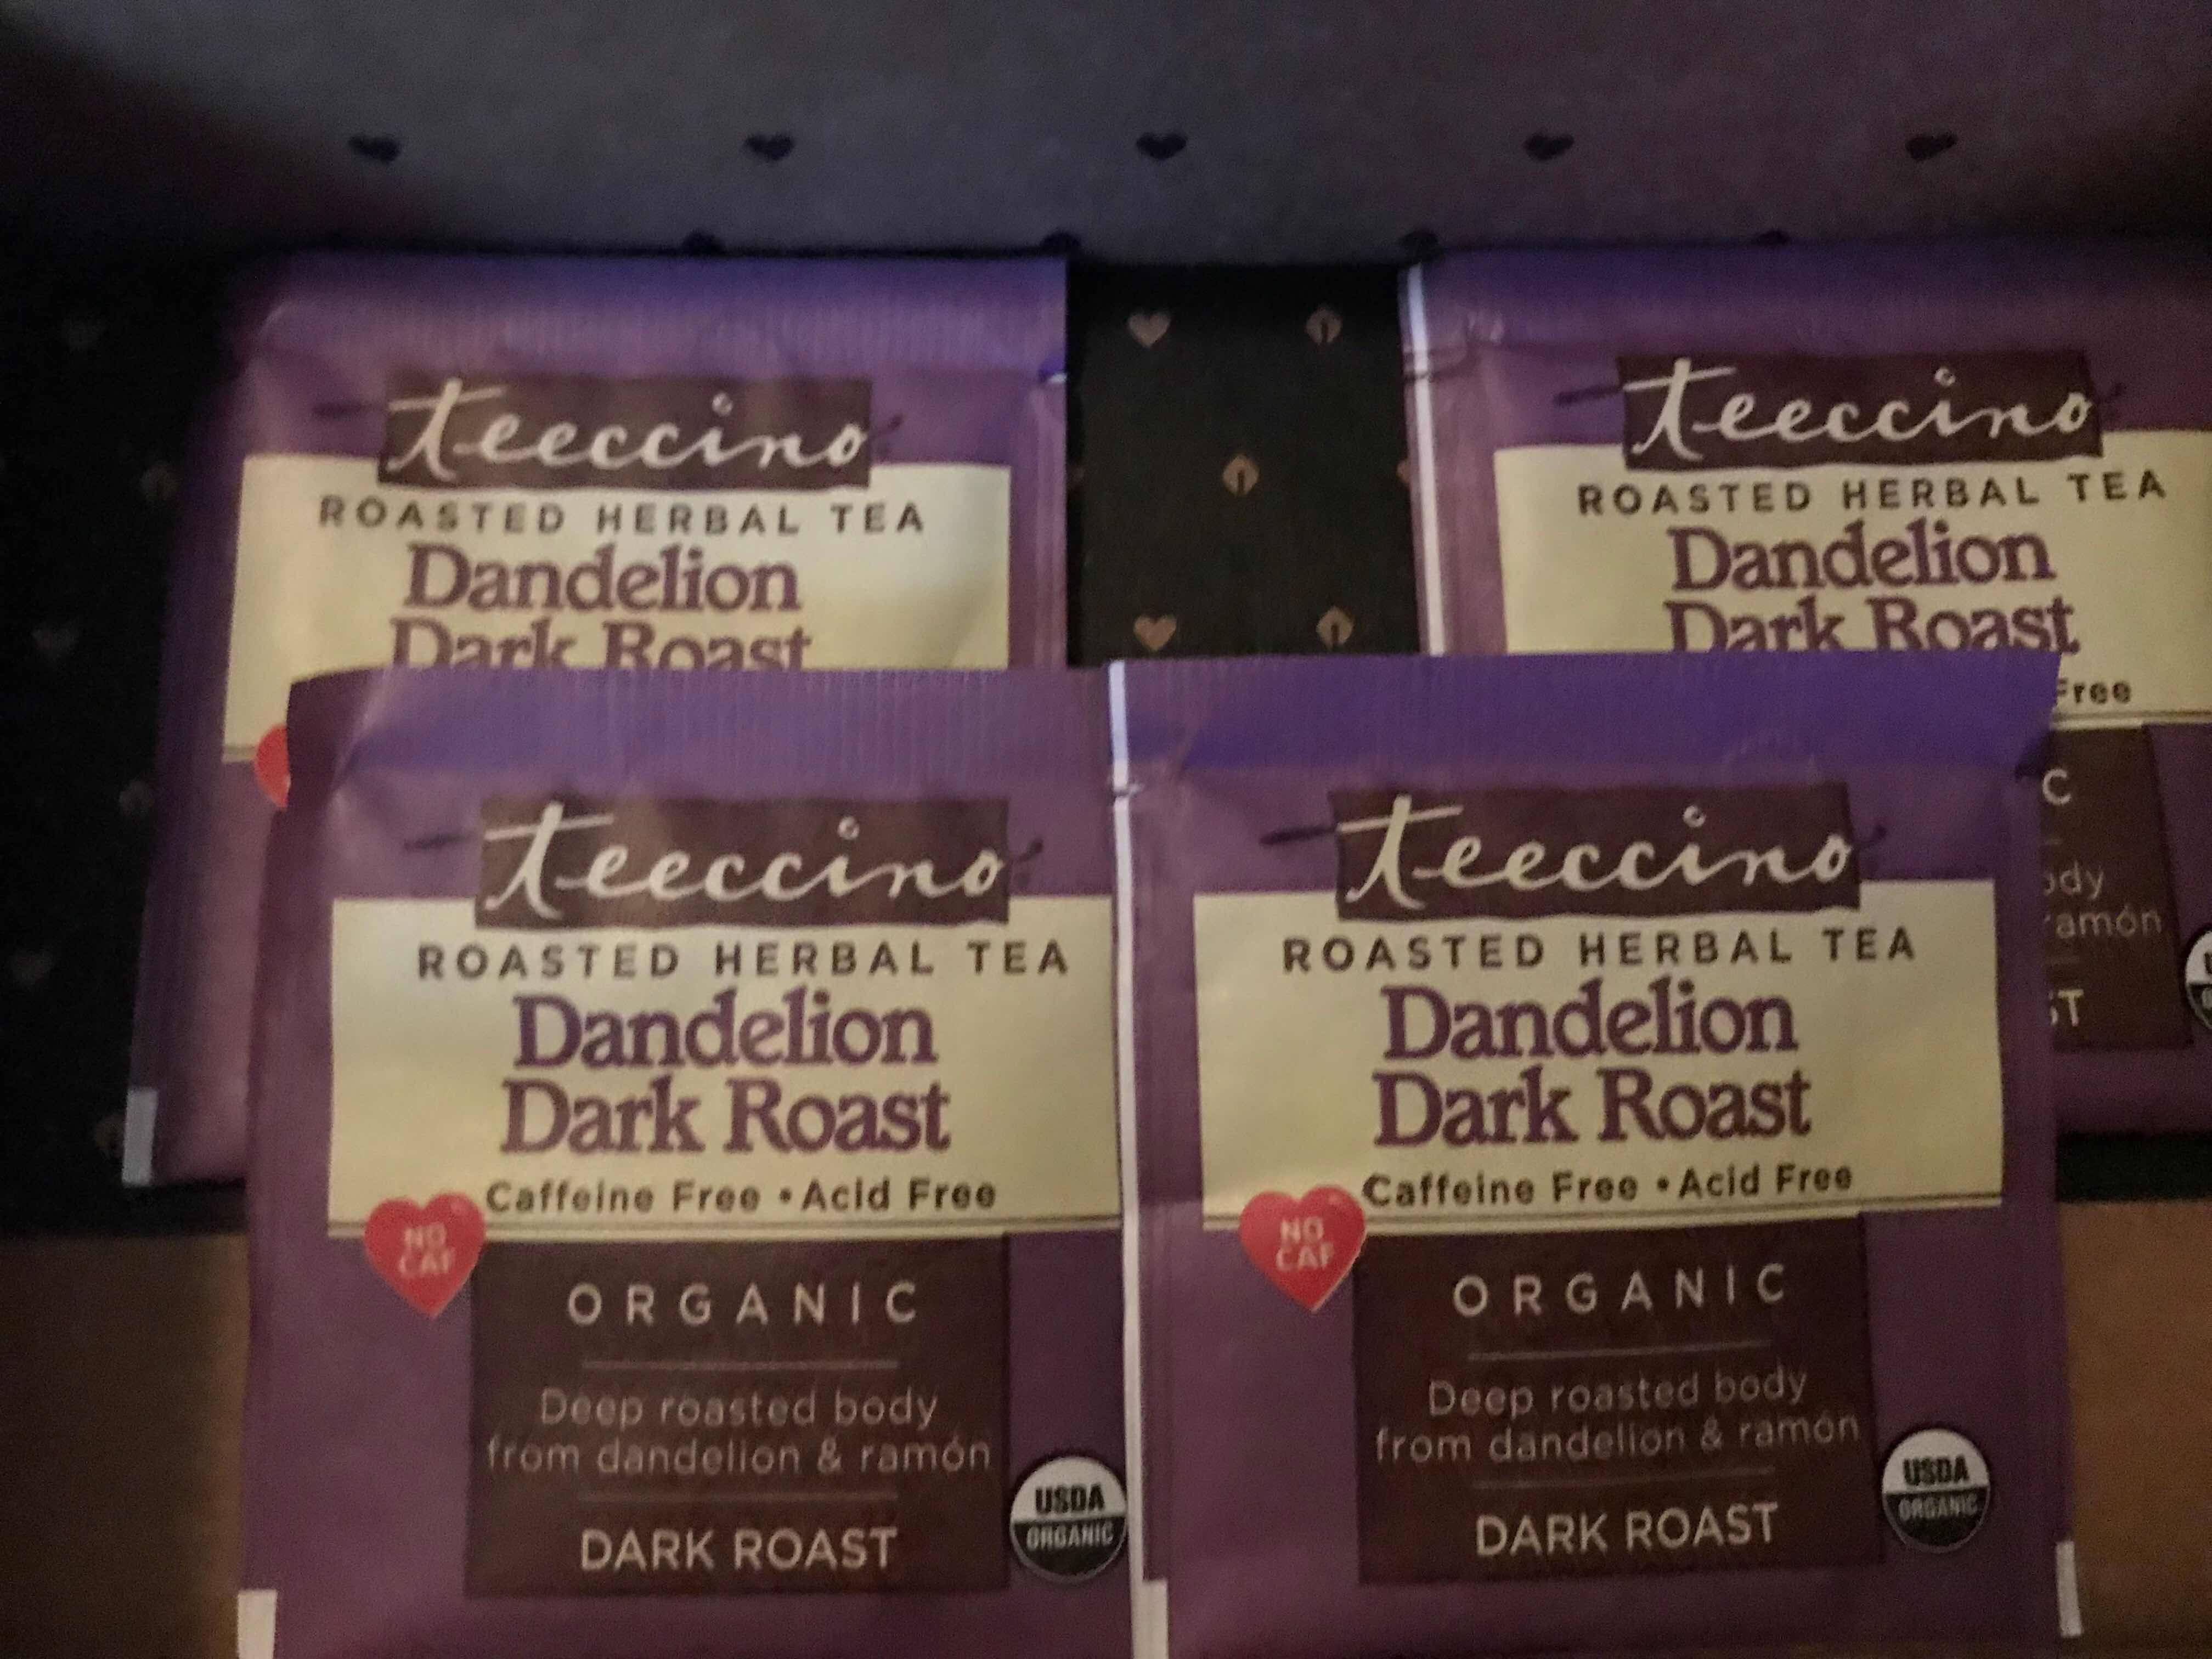 teeccino
ROASTED HERBAL TEA
Dandelion
Dark Roast
teeccino
ROASTED HERBAL TEA
Dandelion
Dark Roast
Free
C
ramón
ST
teeccino
ROASTED HERBAL TEA
Dandelion
Dark Roast
Caffeine Free • Acid Free
NO
CAF
ORGANIC
Deep roasted body
from dandelion & ramón
DARK ROAST
USDA
ORGANIC
teeccino
ROASTED HERBAL TEA
Dandelion
Dark Roast
Caffeine Free • Acid Free
NO
CAF
ORGANIC
Deep roasted body
from dandelion & ramón
DARK ROAST
USDA
ORGANIC